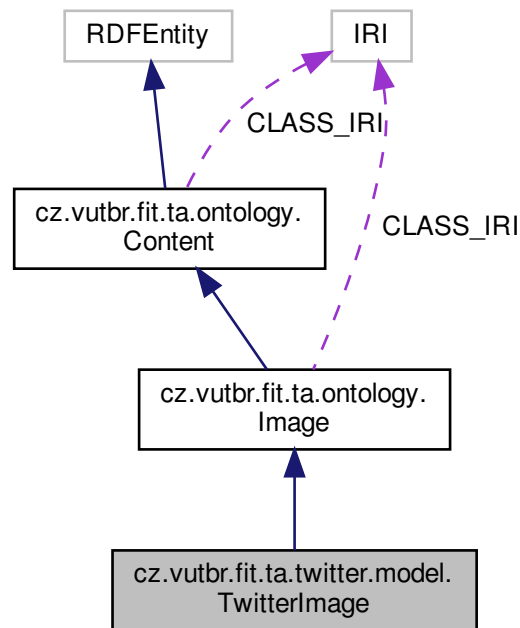 RDFEntity
IRI
CLASS_IRI
cz.vutbr.fit.ta.ontology.
Content
CLASS_IRI
cz.vutbr.fit.ta.ontology.
Image
cz.vutbr.fit.ta.twitter.model.
TwitterImage